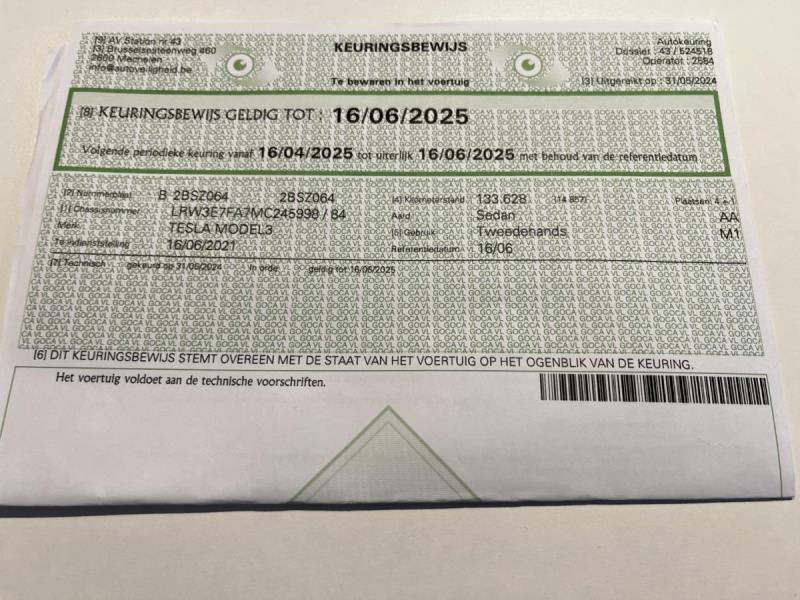 [9] AV Station nr 43
[3] Brusselsesteenweg 460
2800 Mechelen
info@autoveiligheid.be
KEURINGSBEWIJS
Te bewaren in het voertuig
Autokeuring
Dossier : 43 / 524518
Operator : 2684
[3] Uitgereikt op : 31/05/2024
[8] KEURINGSBEWIJS GELDIG TOT : 16/06/2025
Volgende periodieke keuring vanaf 16/04/2025 tot uiterlijk 16/06/2025 met behoud van de referentiedatum
[2] Nummerplaat B 2BSZ064 2BSZ064
[1] Chassisnummer LRW3E7FA7MC245998 / 84
Merk TESLA MODEL3
Te indienststelling 16/06/2021
[4] Kilometerstand 133.628 (14.857) Plaatsen: 4 + 1
Aard Sedan AA
[5] Gebruik Tweedehands M1
Referentiedatum 16/06
[7] Technisch gekeurd op 31/05/2024 In orde geldig tot 16/06/2025
[6] DIT KEURINGSBEWIJS STEMT OVEREEN MET DE STAAT VAN HET VOERTUIG OP HET OGENBLIK VAN DE KEURING.
Het voertuig voldoet aan de technische voorschriften.